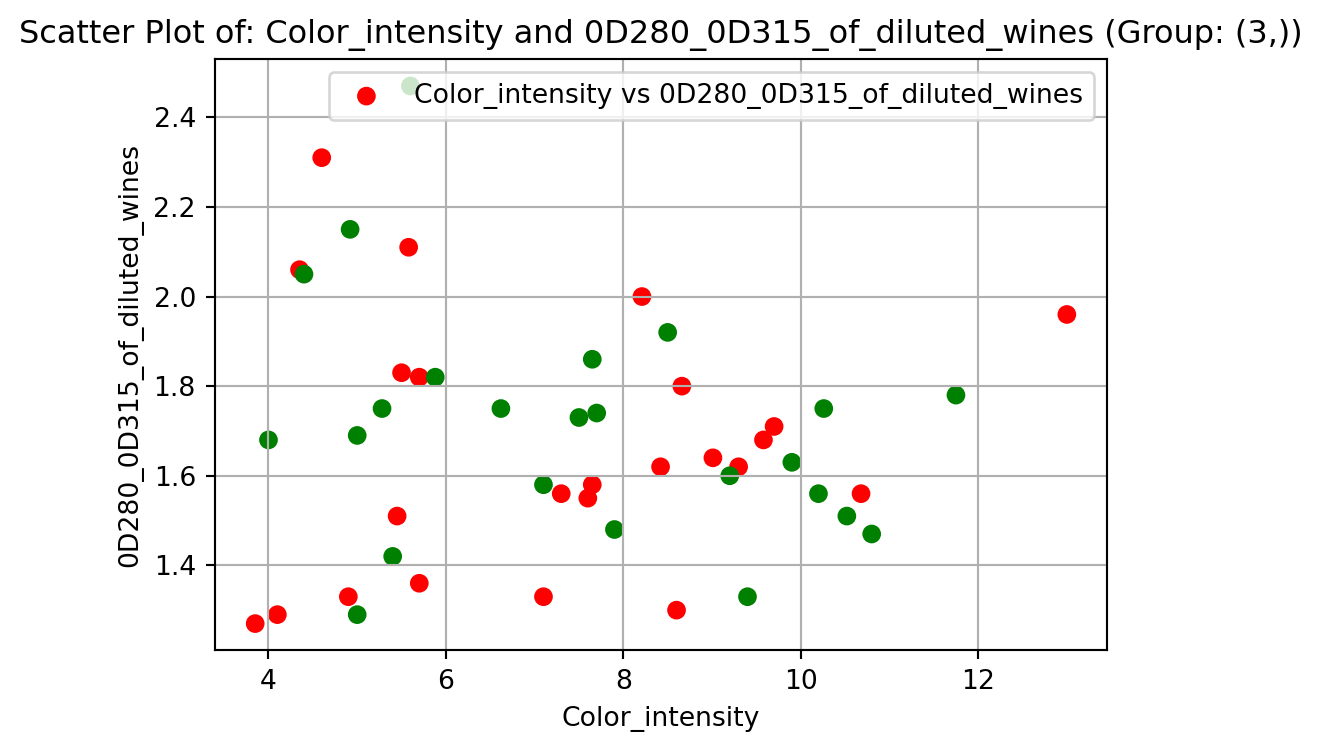 Scatter Plot of: Color_intensity and 0D280_0D315_of_diluted_wines (Group: (3,))
Color_intensity vs 0D280_0D315_of_diluted_wines
0D280_0D315_of_diluted_wines
2.4
2.2
2.0
1.8
1.6
1.4
4 6 8 10 12
Color_intensity